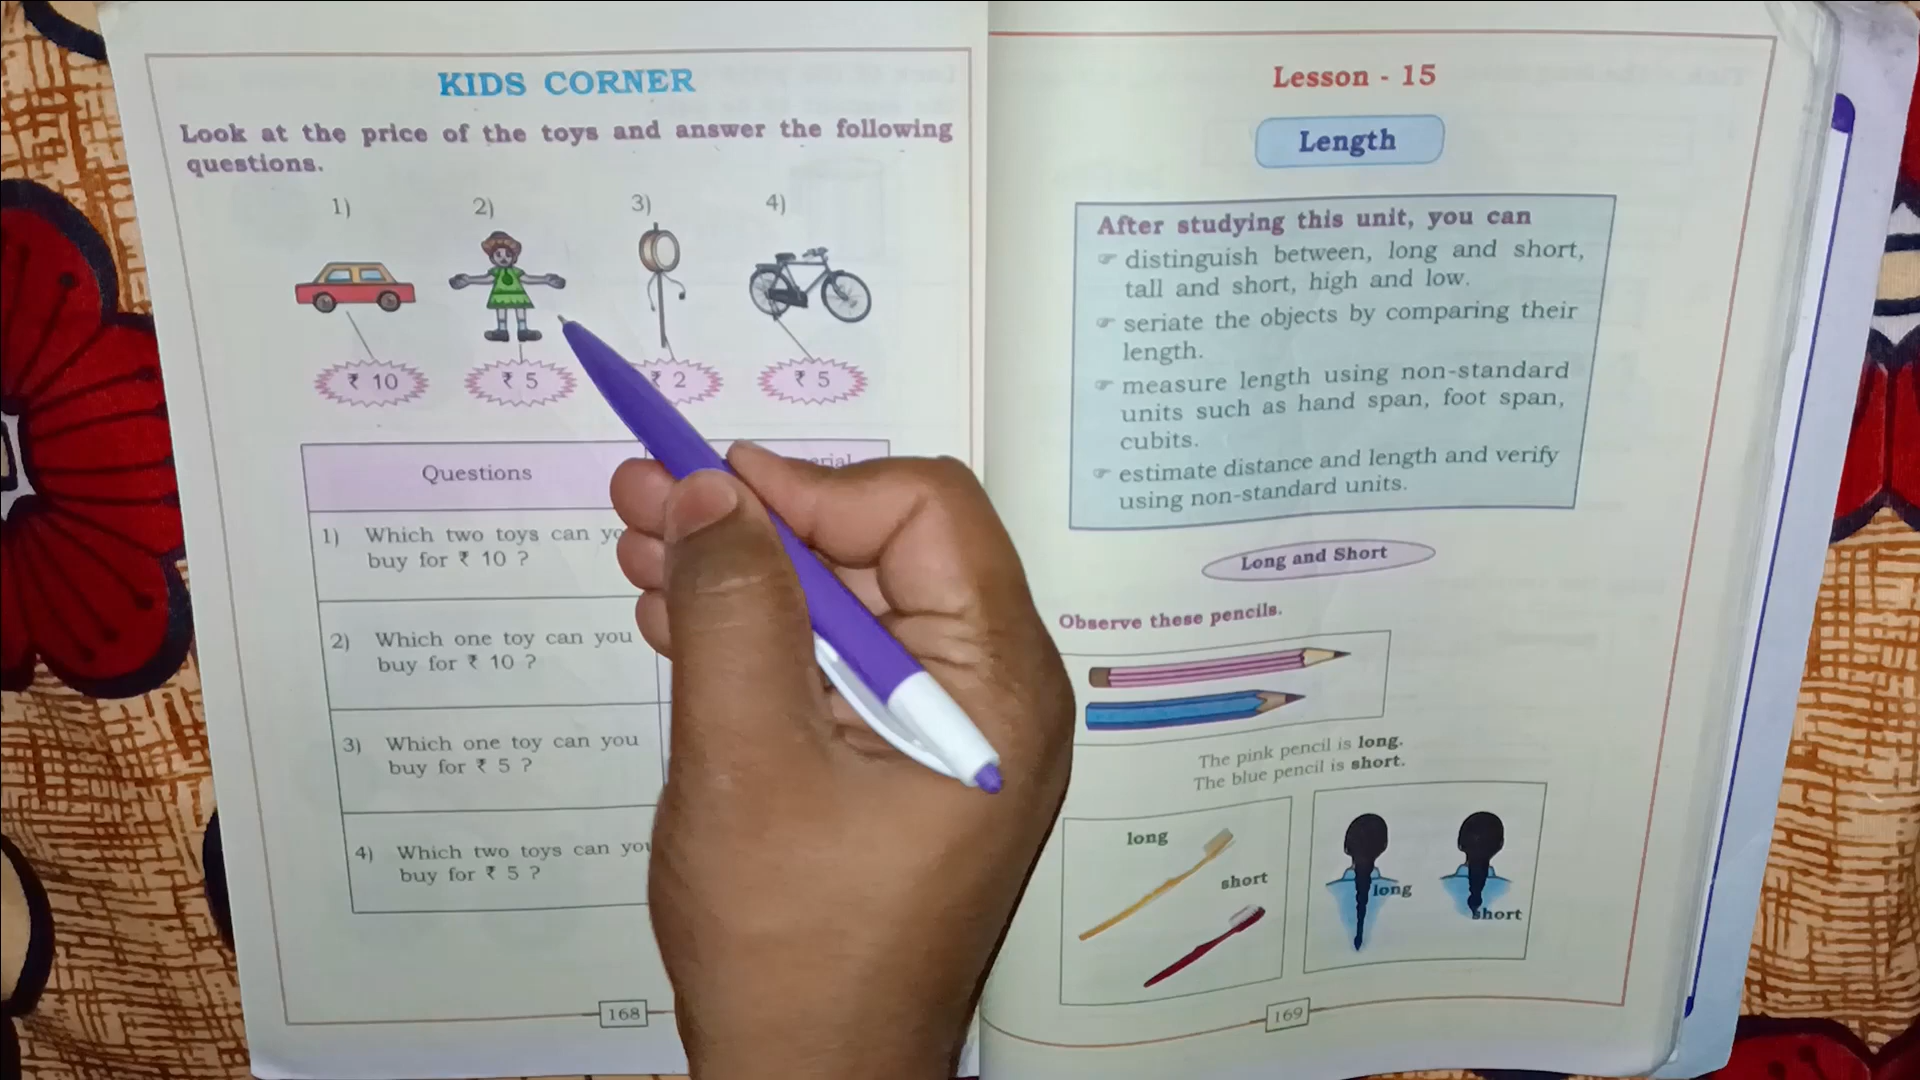 KIDS CORNER
Look at the price of the toys and answer the following
questions.
1) 2) 3) 4)
₹ 10 ₹ 5 ₹ 2 ₹ 5
Questions
1) Which two toys can
buy for ₹ 10 ?
2) Which one toy can you
buy for ₹ 10 ?
3) Which one toy can you
buy for ₹ 5 ?
4) Which two toys can you
buy for ₹ 5 ?
168
Lesson - 15
Length
After studying this unit, you can
☞ distinguish between, long and short,
tall and short, high and low.
☞ seriate the objects by comparing their
length.
☞ measure length using non-standard
units such as hand span, foot span,
cubits.
☞ estimate distance and length and verify
using non-standard units.
Long and Short
Observe these pencils.
The pink pencil is long.
The blue pencil is short.
long
short
long
short
169